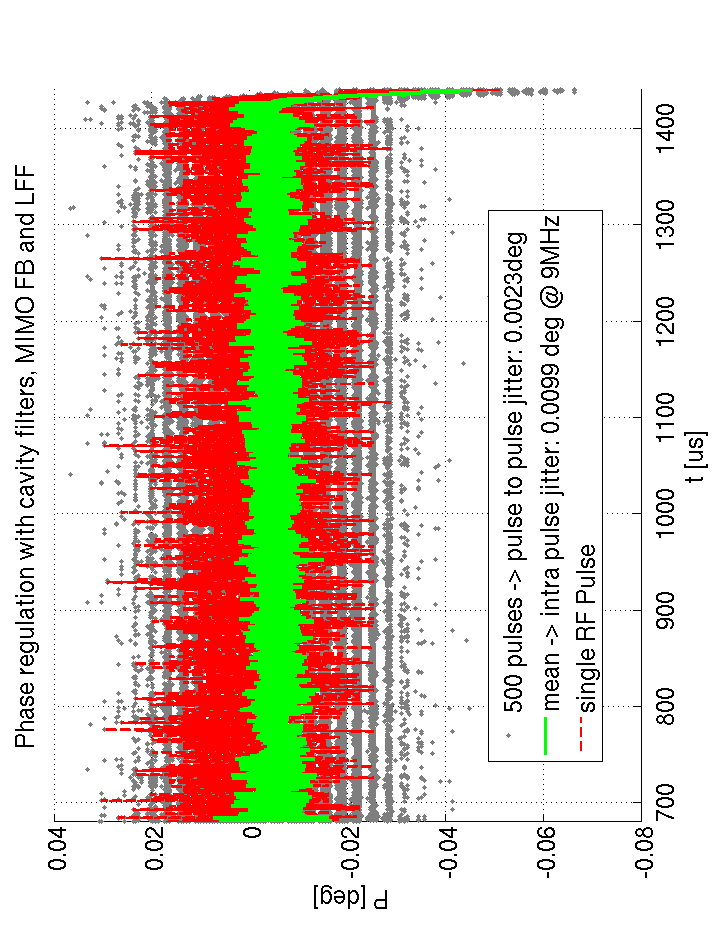 Phase regulation with cavity filters, MIMO FB and LFF
P [deg]
0.04
0.02
0
-0.02
-0.04
-0.06
-0.08
500 pulses -> pulse to pulse jitter: 0.0023deg
mean -> intra pulse jitter: 0.0099 deg @ 9MHz
single RF Pulse
700
800
900
1000
1100
1200
1300
1400
t [us]